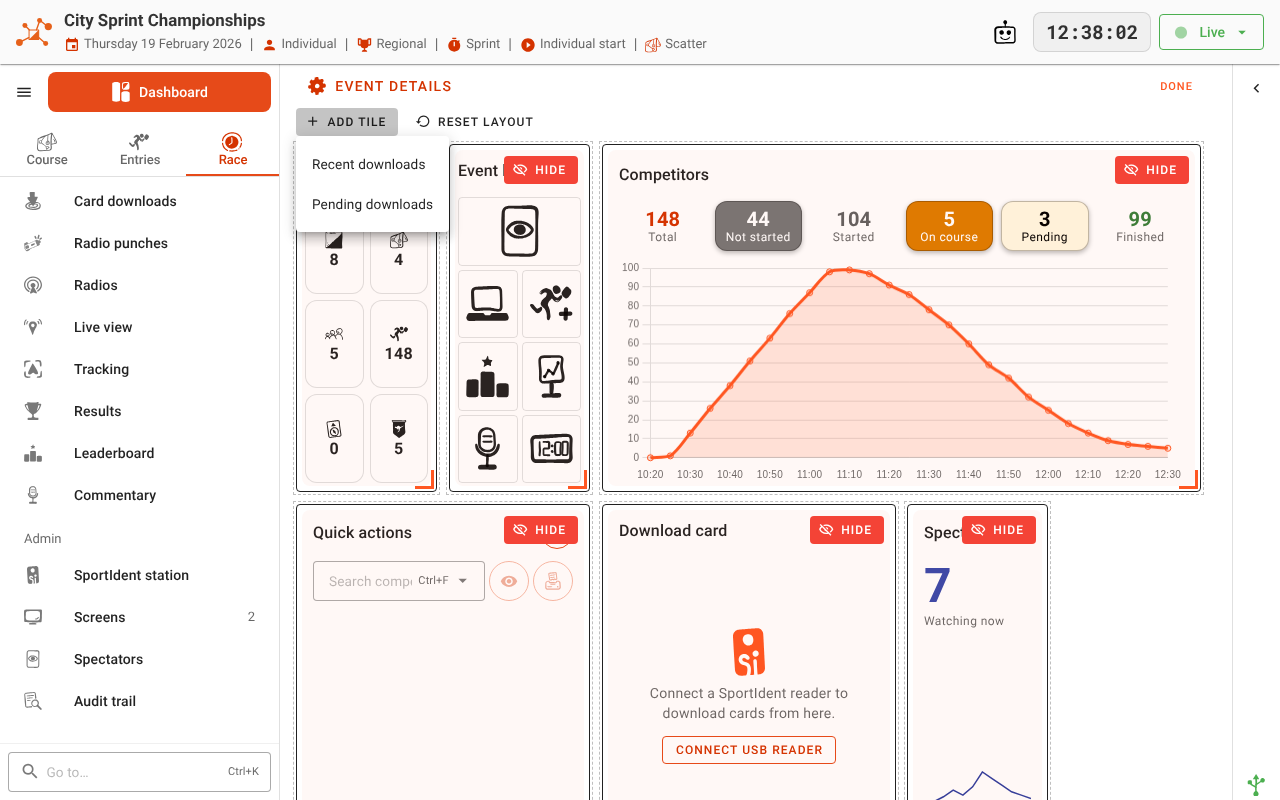 City Sprint Championships
Thursday 19 February 2026 | Individual | Regional | Sprint | Individual start | Scatter
12:38:02
Live
Dashboard
Course
Entries
Race
Card downloads
Radio punches
Radios
Live view
Tracking
Results
Leaderboard
Commentary
Admin
SportIdent station
Screens 2
Spectators
Audit trail
Go to... Ctrl+K
EVENT DETAILS
DONE
+ ADD TILE
RESET LAYOUT
Recent downloads
Pending downloads
8
4
5
148
0
5
Event
HIDE
12:00
Competitors
HIDE
148
Total
44
Not started
104
Started
5
On course
3
Pending
99
Finished
100
90
80
70
60
50
40
30
20
10
0
10:20 10:30 10:40 10:50 11:00 11:10 11:20 11:30 11:40 11:50 12:00 12:10 12:20 12:30
Quick actions
HIDE
Search compe Ctrl+F
Download card
HIDE
si
Connect a SportIdent reader to
download cards from here.
CONNECT USB READER
Spec
HIDE
7
Watching now